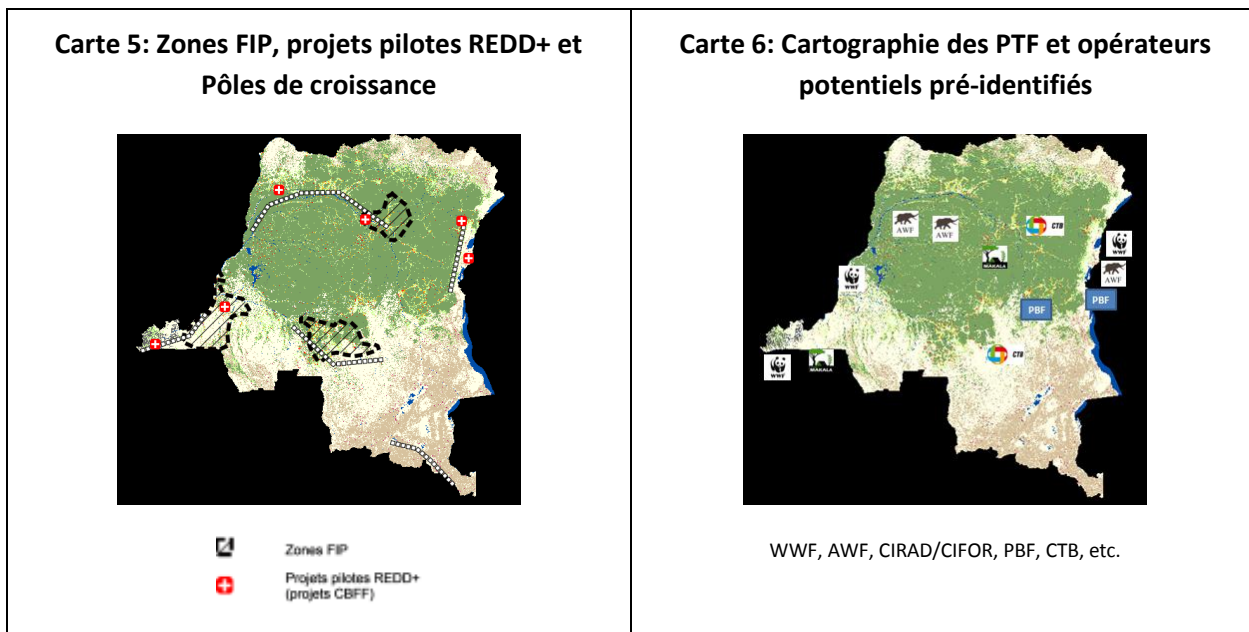 Carte 5: Zones FIP, projets pilotes REDD+ et
Pôles de croissance
Zones FIP
Projets pilotes REDD+
(projets CBFF)
Carte 6: Cartographie des PTF et opérateurs
potentiels pré-identifiés
AWF
AWF
CTB
MAKALA
WWF
WWF
AWF
PBF
PBF
CTB
WWF
MAKALA
WWF, AWF, CIRAD/CIFOR, PBF, CTB, etc.